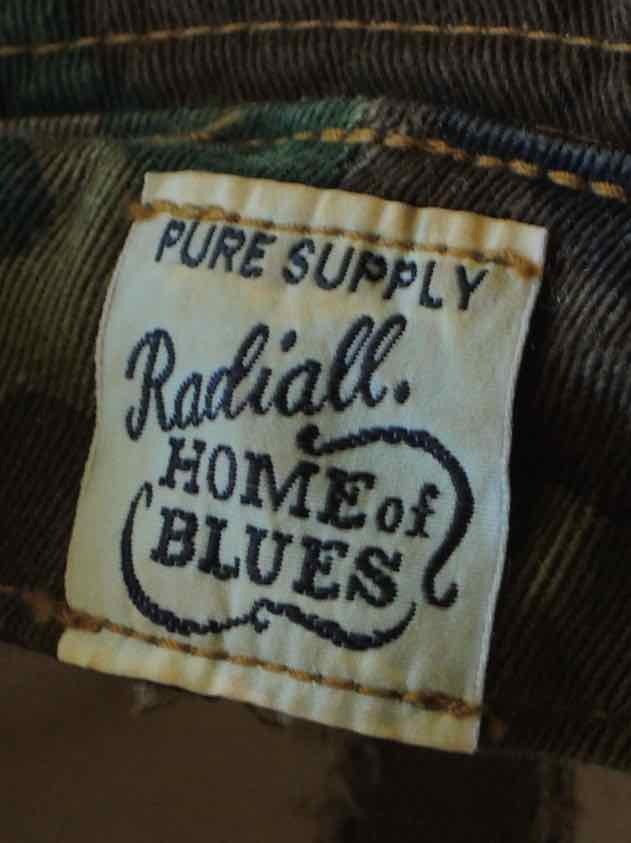 PURE SUPPLY
Radiall.
HOME of
BLUES